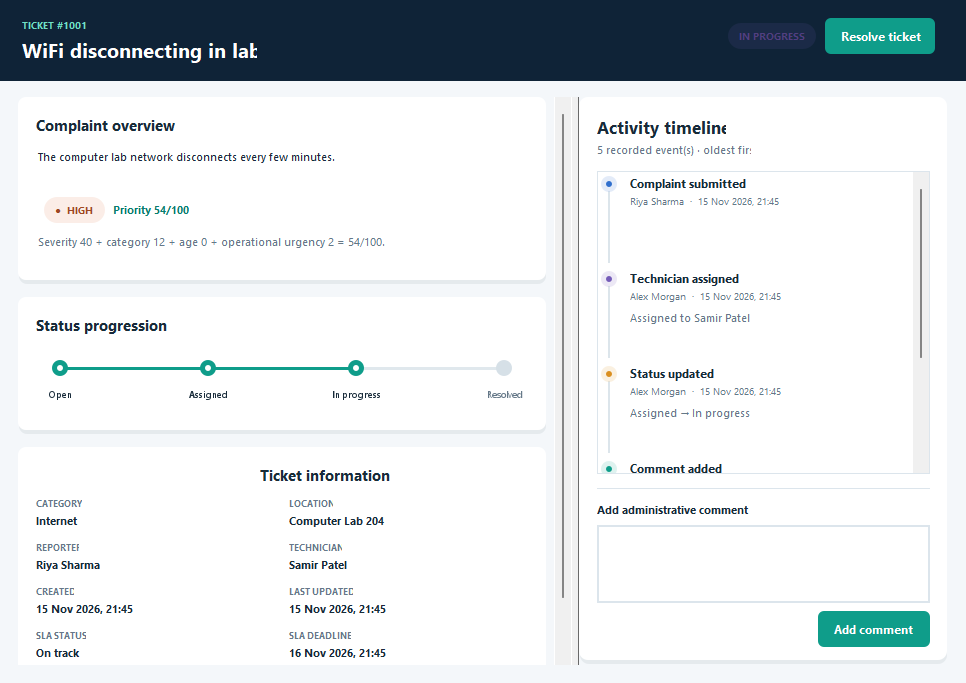 TICKET #1001
WiFi disconnecting in lab
IN PROGRESS
Resolve ticket
Complaint overview
The computer lab network disconnects every few minutes.
• HIGH
Priority 54/100
Severity 40 + category 12 + age 0 + operational urgency 2 = 54/100.
Status progression
Open
Assigned
In progress
Resolved
Ticket information
CATEGORY
Internet
LOCATION
Computer Lab 204
REPORTER
Riya Sharma
TECHNICIAN
Samir Patel
CREATED
15 Nov 2026, 21:45
LAST UPDATED
15 Nov 2026, 21:45
SLA STATUS
On track
SLA DEADLINE
16 Nov 2026, 21:45
Activity timeline
5 recorded event(s) · oldest firs
Complaint submitted
Riya Sharma · 15 Nov 2026, 21:45
Technician assigned
Alex Morgan · 15 Nov 2026, 21:45
Assigned to Samir Patel
Status updated
Alex Morgan · 15 Nov 2026, 21:45
Assigned → In progress
Comment added
Add administrative comment
Add comment